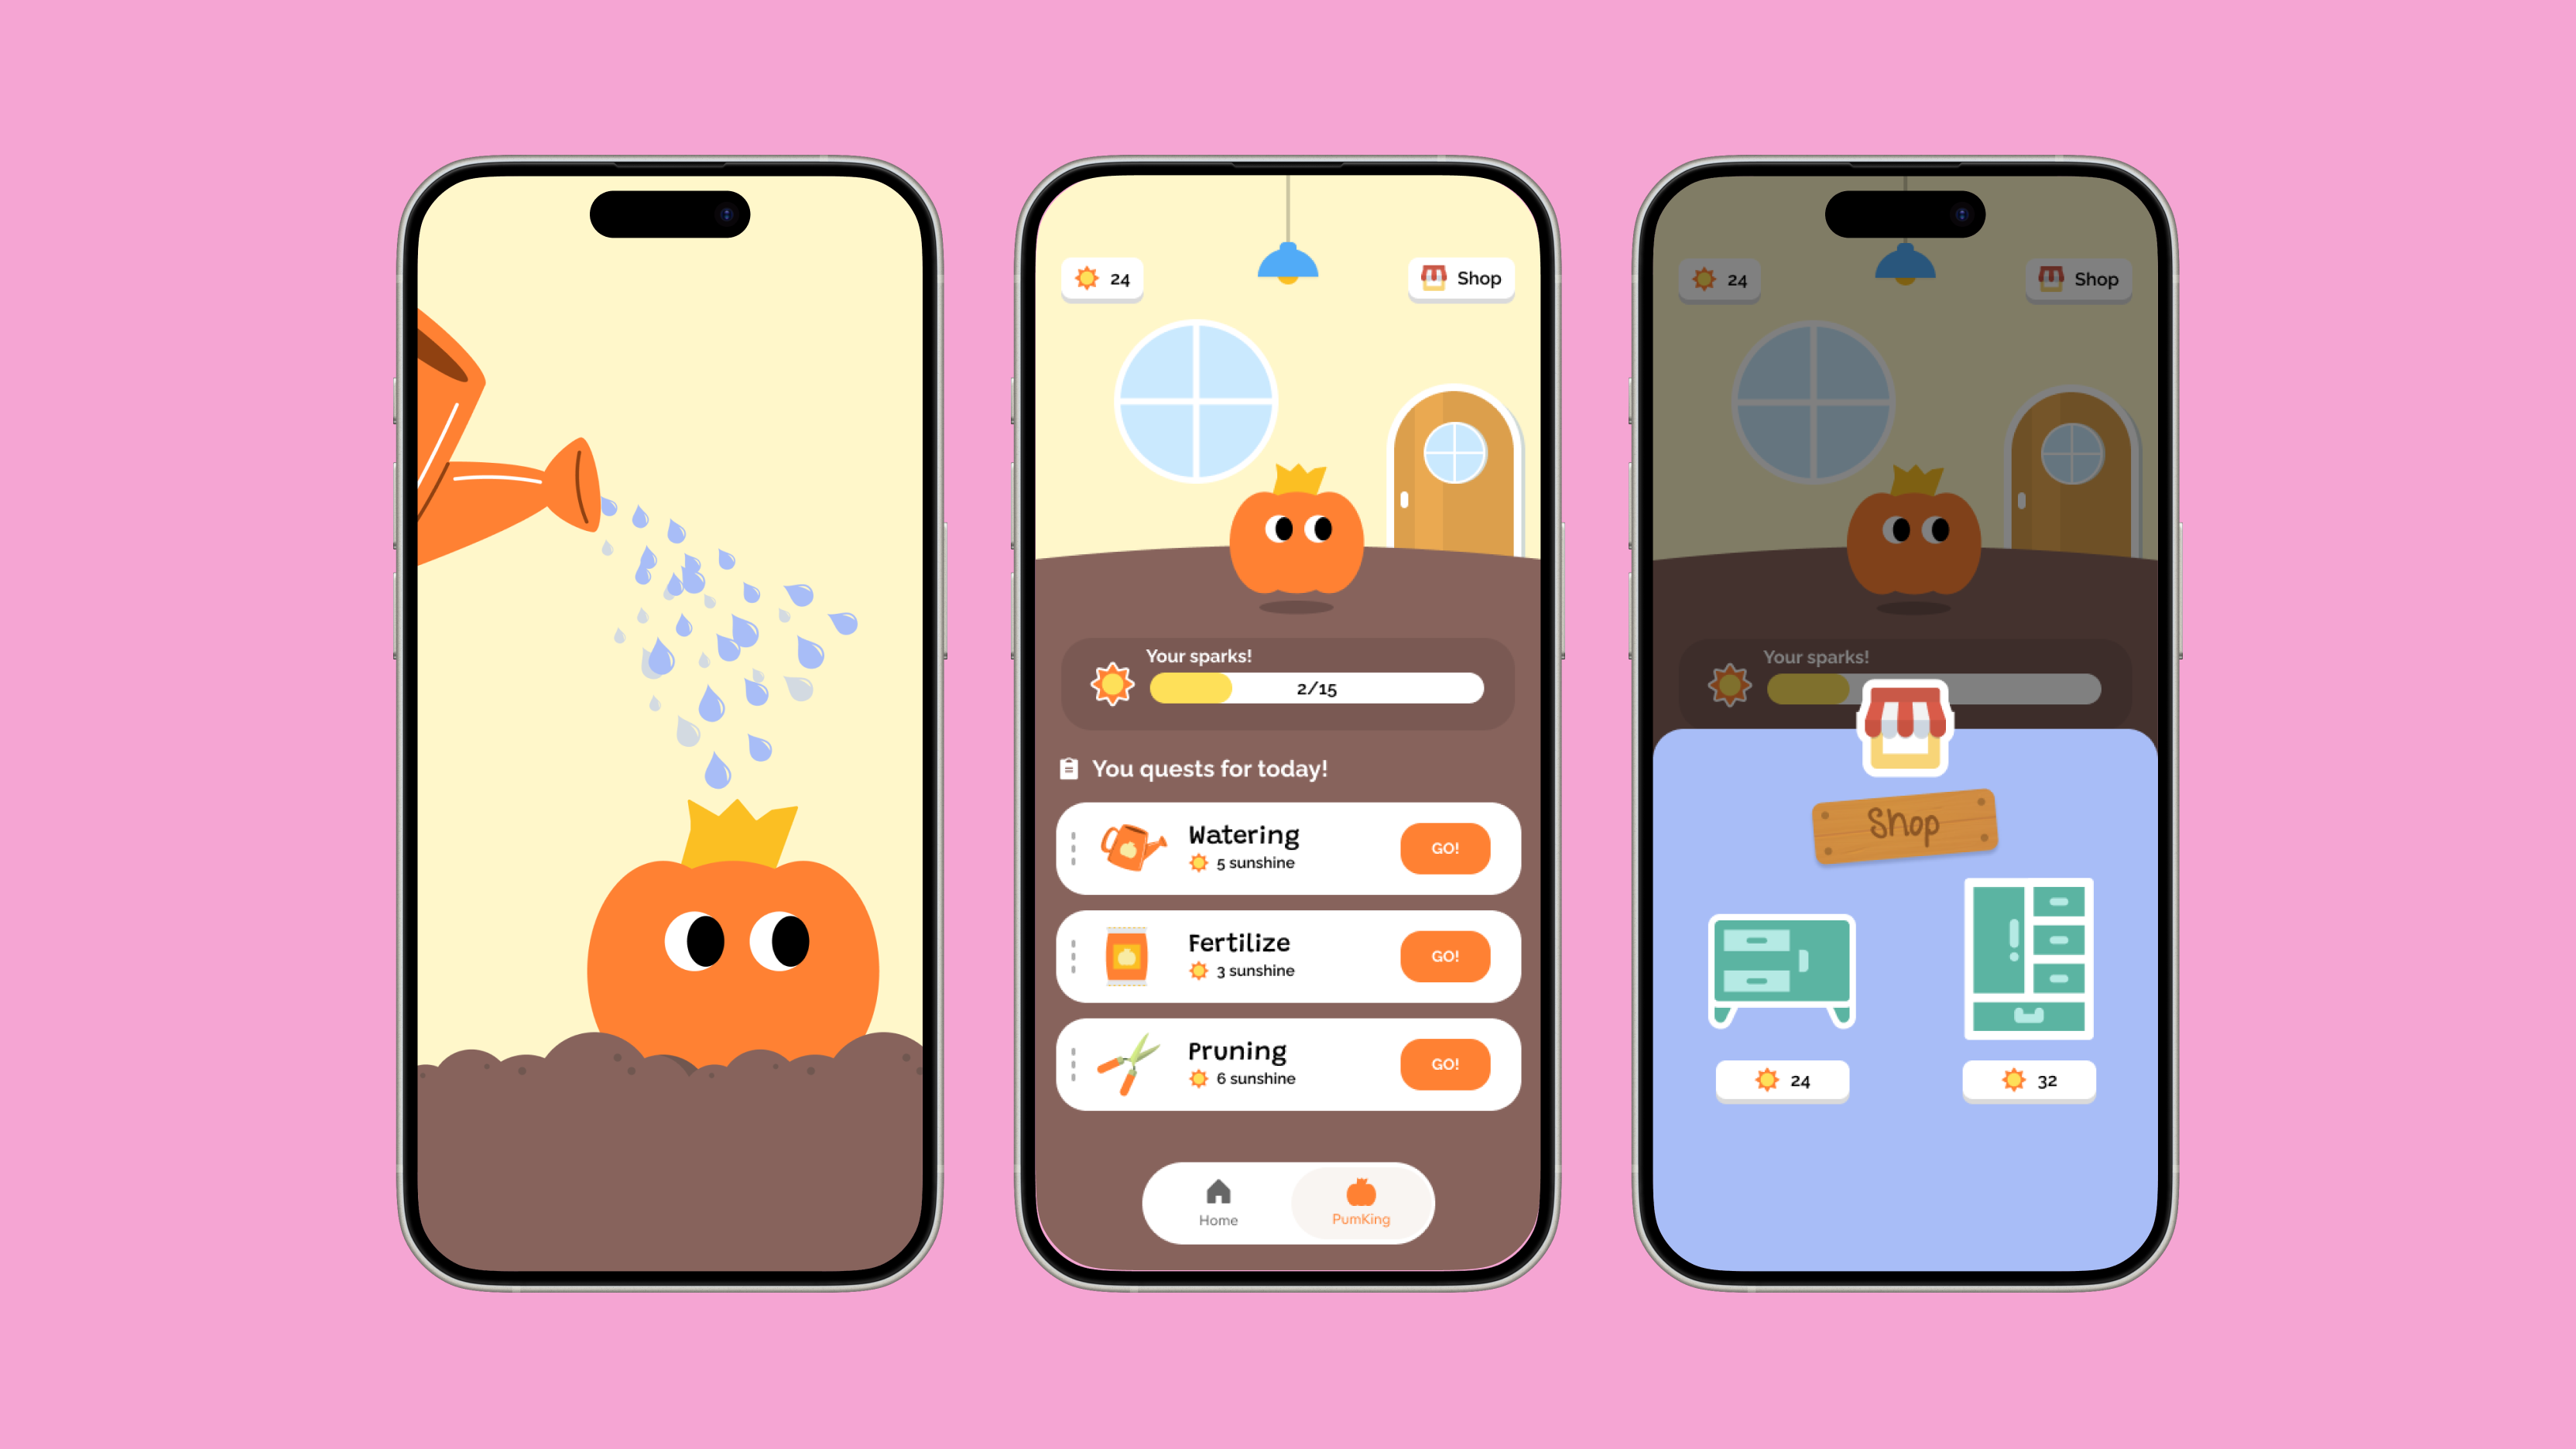 24
Shop
Your sparks!
2/15
You quests for today!
Watering
5 sunshine
GO!
Fertilize
3 sunshine
GO!
Pruning
6 sunshine
GO!
Home
PumKing
24
Shop
Your sparks!
Shop
24
32